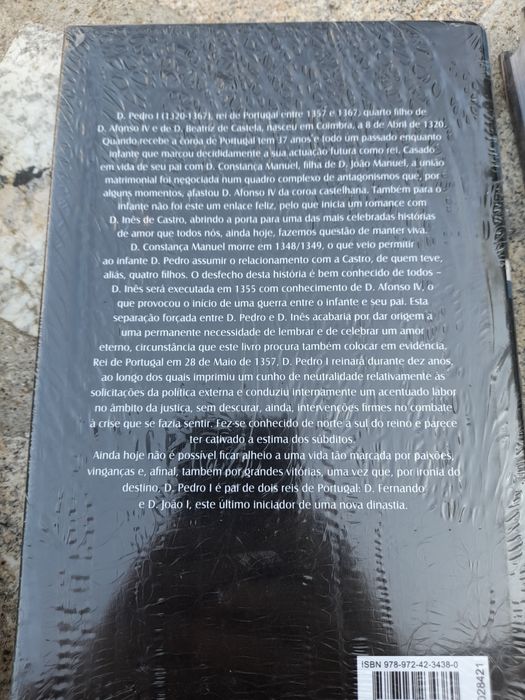 D. Pedro I (1320-1367), rei de Portugal entre 1357 e 1367, quarto filho de
D. Afonso IV e de D. Beatriz de Castela, nasceu em Coimbra, a 8 de Abril de 1320.
Quando recebe a coroa de Portugal tem 37 anos e todo um passado enquanto
infante que marcou decididamente a sua actuação futura como rei. Casado
em vida de seu pai com D. Constança Manuel, filha de D. João Manuel, a união
matrimonial foi negociada num quadro complexo de antagonismos que, por
alguns momentos, afastou D. Afonso IV da coroa castelhana. Também para o
infante não foi este um enlace feliz, pelo que inicia um romance com
D. Inês de Castro, abrindo a porta para uma das mais celebradas histórias
de amor que todos nós, ainda hoje, fazemos questão de manter viva.
D. Constança Manuel morre em 1348/1349, o que veio permitir
ao infante D. Pedro assumir o relacionamento com a Castro, de quem teve,
aliás, quatro filhos. O desfecho desta história é bem conhecido de todos –
D. Inês será executada em 1355 com conhecimento de D. Afonso IV, o
que provocou o início de uma guerra entre o infante e seu pai. Esta
separação forçada entre D. Pedro e D. Inês acabaria por dar origem a
uma permanente necessidade de lembrar e de celebrar um amor
eterno, circunstância que este livro procura também colocar em evidência.
Rei de Portugal em 28 de Maio de 1357, D. Pedro I reinará durante dez anos,
ao longo dos quais imprimiu um cunho de neutralidade relativamente às
solicitações da política externa e conduziu internamente um acentuado labor
no âmbito da justiça, sem descurar, ainda, intervenções firmes no combate
à crise que se fazia sentir. Fez-se conhecido de norte a sul do reino e parece
ter cativado a estima dos súbditos.
Ainda hoje não é possível ficar alheio a uma vida tão marcada por paixões,
vinganças e, afinal, também por grandes vitórias, uma vez que, por ironia do
destino, D. Pedro I é pai de dois reis de Portugal: D. Fernando
e D. João I, este último iniciador de uma nova dinastia.
ISBN 978-972-42-3438-0
28421